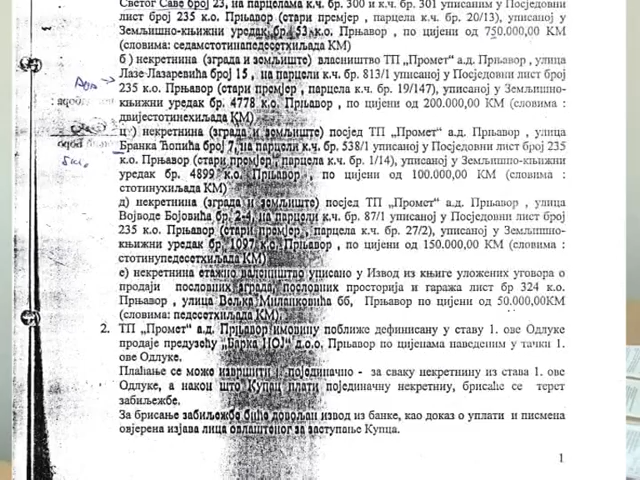 Светог Саве број 23, на парцелама к.ч. бр. 300 и к.ч. бр. 301 уписаним у Посједовни
лист број 235 к.о. Прњавор (стари премјер , парцела к.ч. бр. 20/13), уписаној у
Земљишно-књижни уредак бр. 53 к.о. Прњавор , по цијени од 750.000,00 КМ
(словима: седамстотинапедесетхиљада КМ)
б ) некретнина (зграда и земљиште) власништво ТП „Промет“ а.д. Прњавор , улица
Лазе Лазаревића број 15 , на парцели к.ч. бр. 813/1 уписаној у Посједовни лист број
235 к.о. Прњавор (стари премјер , парцела к.ч. бр. 19/147), уписаној у Земљишно-
књижни уредак бр. 4778 к.о. Прњавор , по цијени од 200.000,00 КМ (словима :
двијестотинехиљада КМ)
ц ) некретнина (зграда и земљиште) посјед ТП „Промет“ а.д. Прњавор , улица
Бранка Ћопића број 7, на парцели к.ч. бр. 538/1 уписаној у Посједовни лист број 235
к.о. Прњавор (стари премјер , парцела к.ч. бр. 1/14), уписаној у Земљишно-књижни
уредак бр. 4899 к.о. Прњавор , по цијени од 100.000,00 КМ (словима :
стотинухиљада КМ)
д ) некретнина (зграда и земљиште) посјед ТП „Промет“ а.д. Прњавор , улица
Војводе Бојовића бр. 2-4, на парцели к.ч. бр. 87/1 уписаној у Посједовни лист број
235 к.о. Прњавор (стари премјер , парцела к.ч. бр. 27/2), уписаној у Земљишно-
књижни уредак бр. 1097 к.о. Прњавор , по цијени од 150.000,00 КМ (словима :
стотинупедесетхиљада КМ)
е) некретнина етажно власништво уписано у Извод из књиге уложених уговора о
продаји пословних зграда, пословних просторија и гаража лист бр 324 к.о.
Прњавор , улица Вељка Миланковића бб, Прњавор по цијени од 50.000,00КМ
(словима: педесетхиљада КМ).
2. ТП „Промет“ а.д. Прњавор имовину поближе дефинисану у ставу 1. ове Одлуке
продаје предузећу „Барка НОЈ“ д.о.о. Прњавор по цијенама наведеним у тачки 1.
ове Одлуке.
Плаћање се може извршити и појединачно - за сваку некретнину из става 1. ове
Одлуке, а након што Купац плати појединачну некретниу, брисаће се терет
забиљежбе.
За брисање забиљежбе биће довољан извод из банке, као доказ о уплати и писмена
овјерена изјава лица овлаштеног за заступање Купца.
1